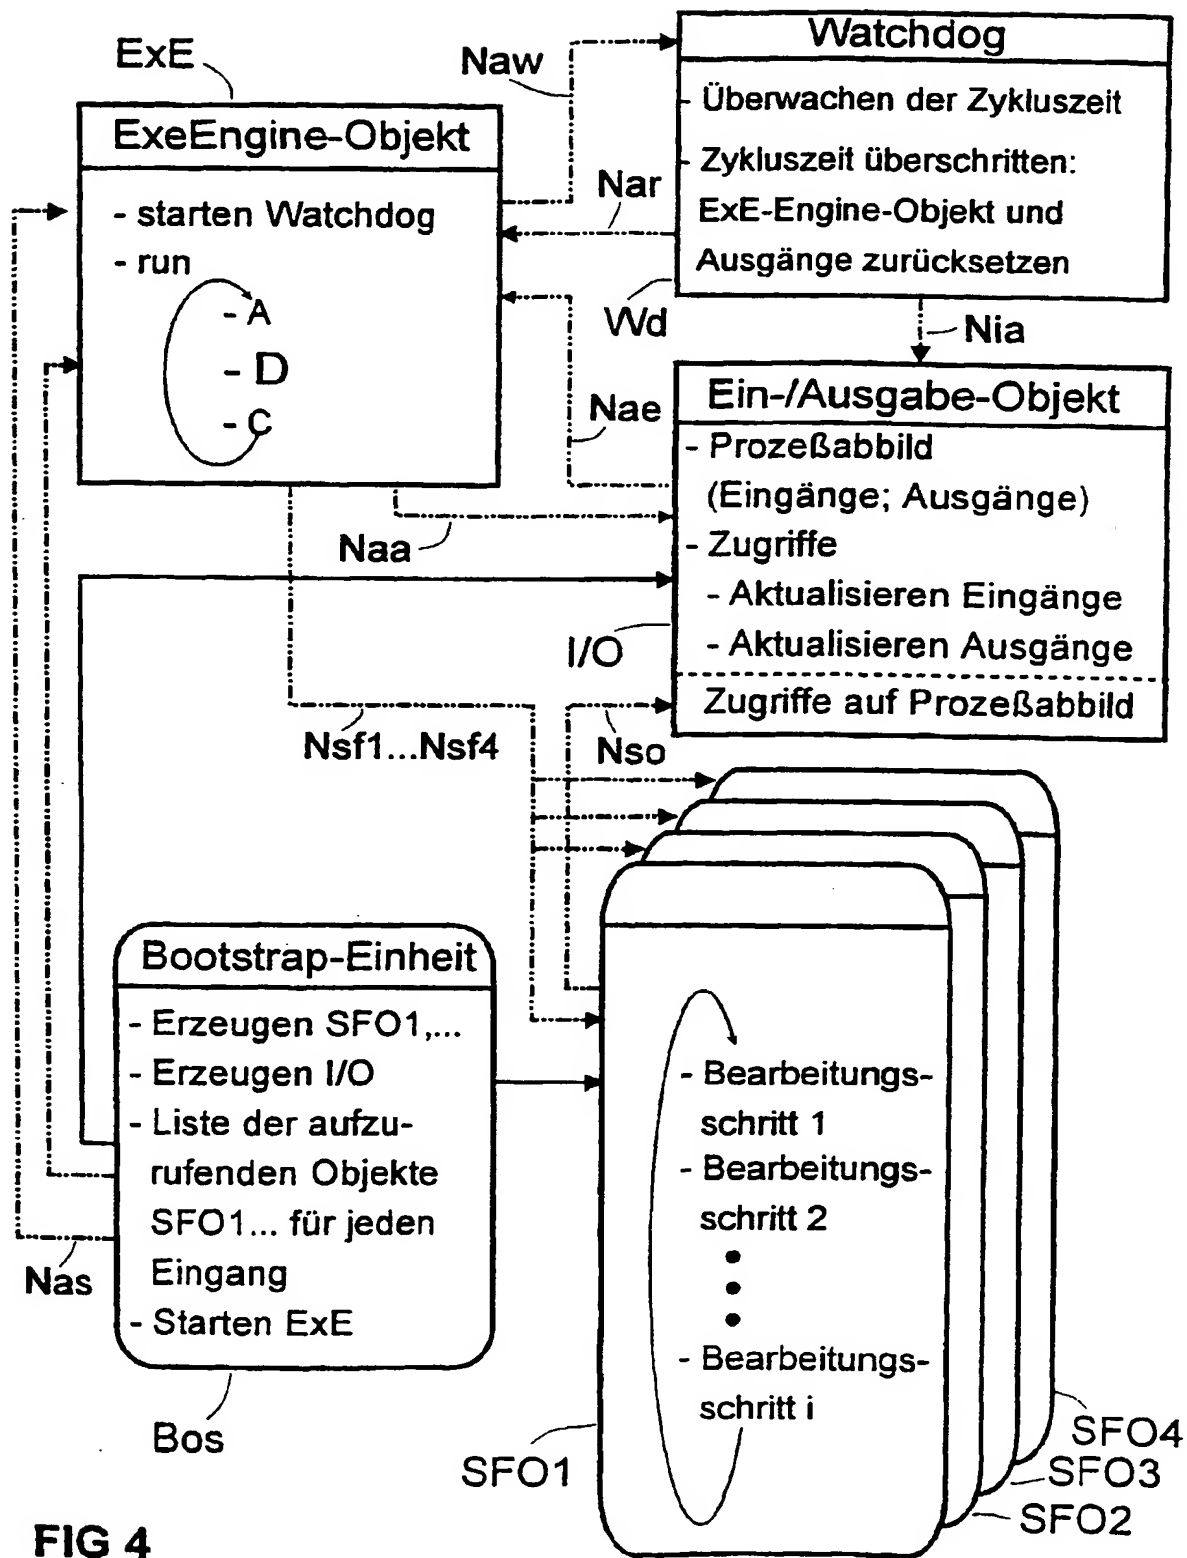 ExE
ExeEngine-Objekt
- starten Watchdog
- run
- A
- D
- C
Naw
Nar
Nae
Naa
Watchdog
- Überwachen der Zykluszeit
- Zykluszeit überschritten:
ExE-Engine-Objekt und
Ausgänge zurücksetzen
Wd
Nia
Ein-/Ausgabe-Objekt
- Prozeßabbild
(Eingänge; Ausgänge)
- Zugriffe
- Aktualisieren Eingänge
- Aktualisieren Ausgänge
Zugriffe auf Prozeßabbild
I/O
Nsf1...Nsf4
Nso
Bootstrap-Einheit
- Erzeugen SFO1,...
- Erzeugen I/O
- Liste der aufzu-
rufenden Objekte
SFO1... für jeden
Eingang
- Starten ExE
Nas
Bos
- Bearbeitungs-
schritt 1
- Bearbeitungs-
schritt 2
- Bearbeitungs-
schritt i
SFO1
SFO4
SFO3
SFO2
FIG 4